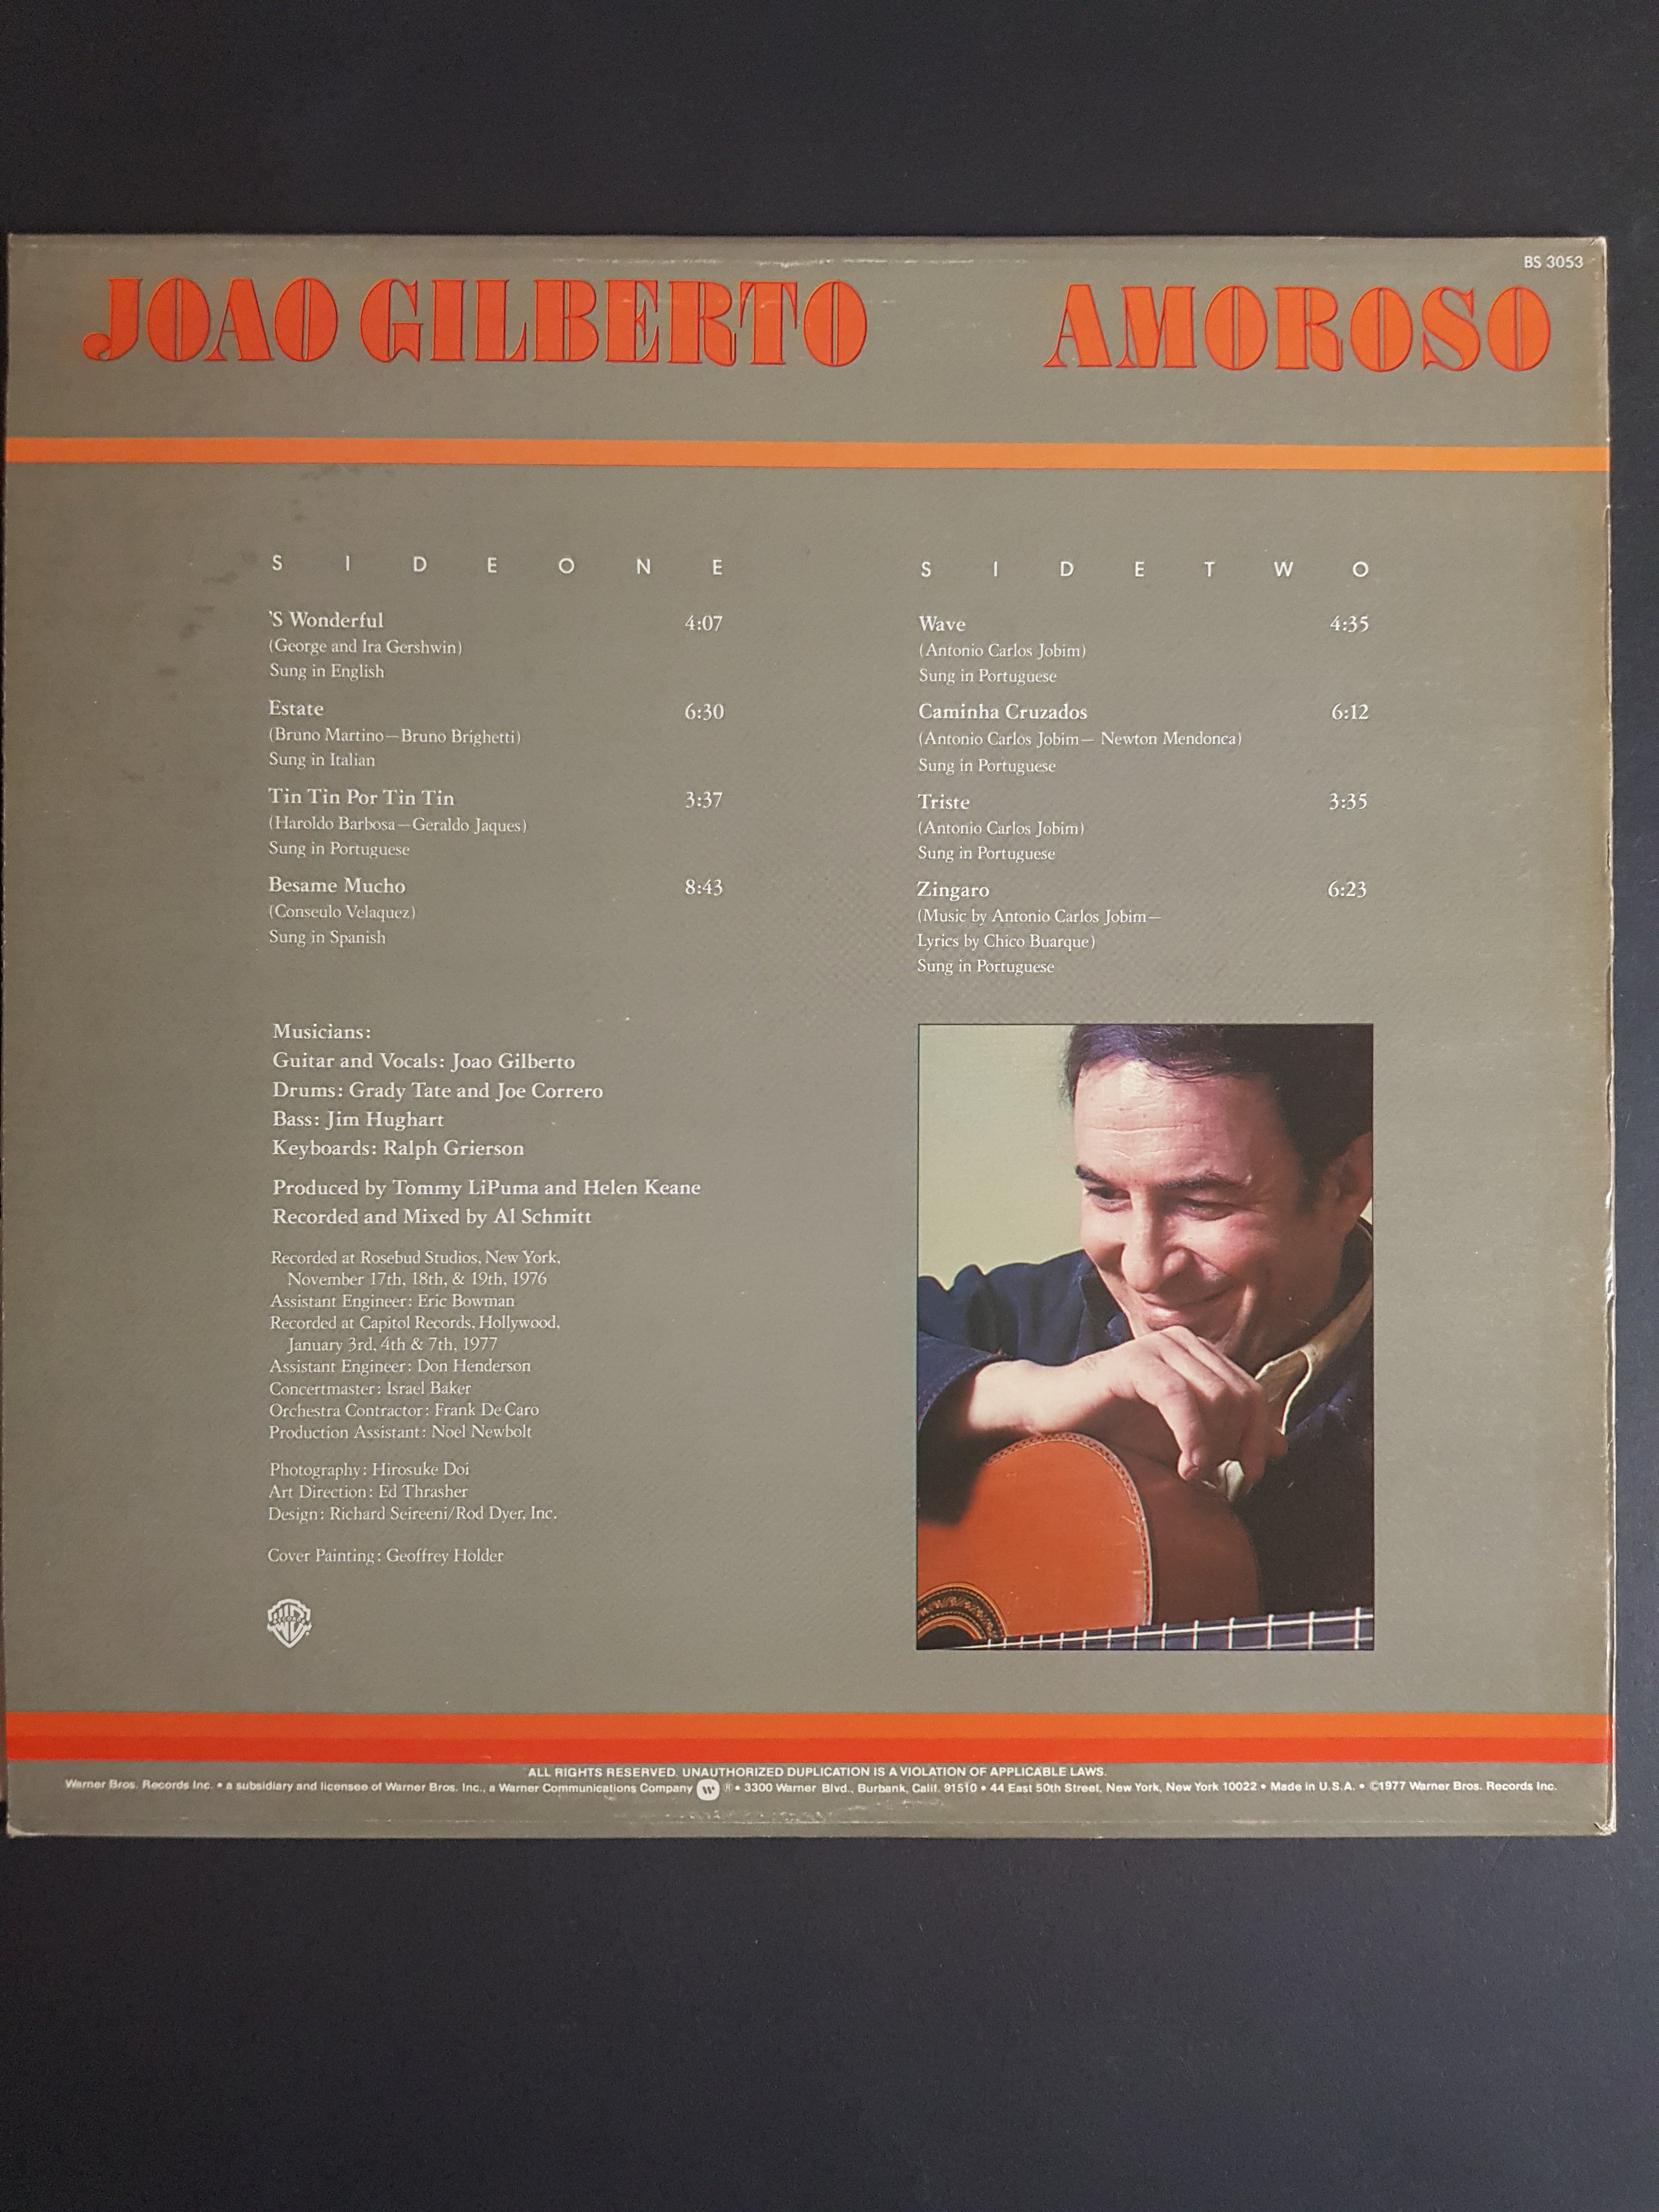 BS 3053
JOAO GILBERTO AMOROSO
SIDE ONE
'S Wonderful 4:07
(George and Ira Gershwin)
Sung in English
Estate 6:30
(Bruno Martino—Bruno Brighetti)
Sung in Italian
Tin Tin Por Tin Tin 3:37
(Haroldo Barbosa—Geraldo Jaques)
Sung in Portuguese
Besame Mucho 8:43
(Conseulo Velaquez)
Sung in Spanish
SIDE TWO
Wave 4:35
(Antonio Carlos Jobim)
Sung in Portuguese
Caminha Cruzados 6:12
(Antonio Carlos Jobim— Newton Mendonca)
Sung in Portuguese
Triste 3:35
(Antonio Carlos Jobim)
Sung in Portuguese
Zingaro 6:23
(Music by Antonio Carlos Jobim—
Lyrics by Chico Buarque)
Sung in Portuguese
Musicians:
Guitar and Vocals: Joao Gilberto
Drums: Grady Tate and Joe Correro
Bass: Jim Hughart
Keyboards: Ralph Grierson
Produced by Tommy LiPuma and Helen Keane
Recorded and Mixed by Al Schmitt
Recorded at Rosebud Studios, New York,
November 17th, 18th, & 19th, 1976
Assistant Engineer: Eric Bowman
Recorded at Capitol Records, Hollywood,
January 3rd, 4th & 7th, 1977
Assistant Engineer: Don Henderson
Concertmaster: Israel Baker
Orchestra Contractor: Frank De Caro
Production Assistant: Noel Newbolt
Photography: Hirosuke Doi
Art Direction: Ed Thrasher
Design: Richard Seireeni/Rod Dyer, Inc.
Cover Painting: Geoffrey Holder
WB RECORDS
ALL RIGHTS RESERVED. UNAUTHORIZED DUPLICATION IS A VIOLATION OF APPLICABLE LAWS.
Warner Bros. Records Inc. • a subsidiary and licensee of Warner Bros. Inc., a Warner Communications Company W ® • 3300 Warner Blvd., Burbank, Calif. 91510 • 44 East 50th Street, New York, New York 10022 • Made in U.S.A. • ©1977 Warner Bros. Records Inc.